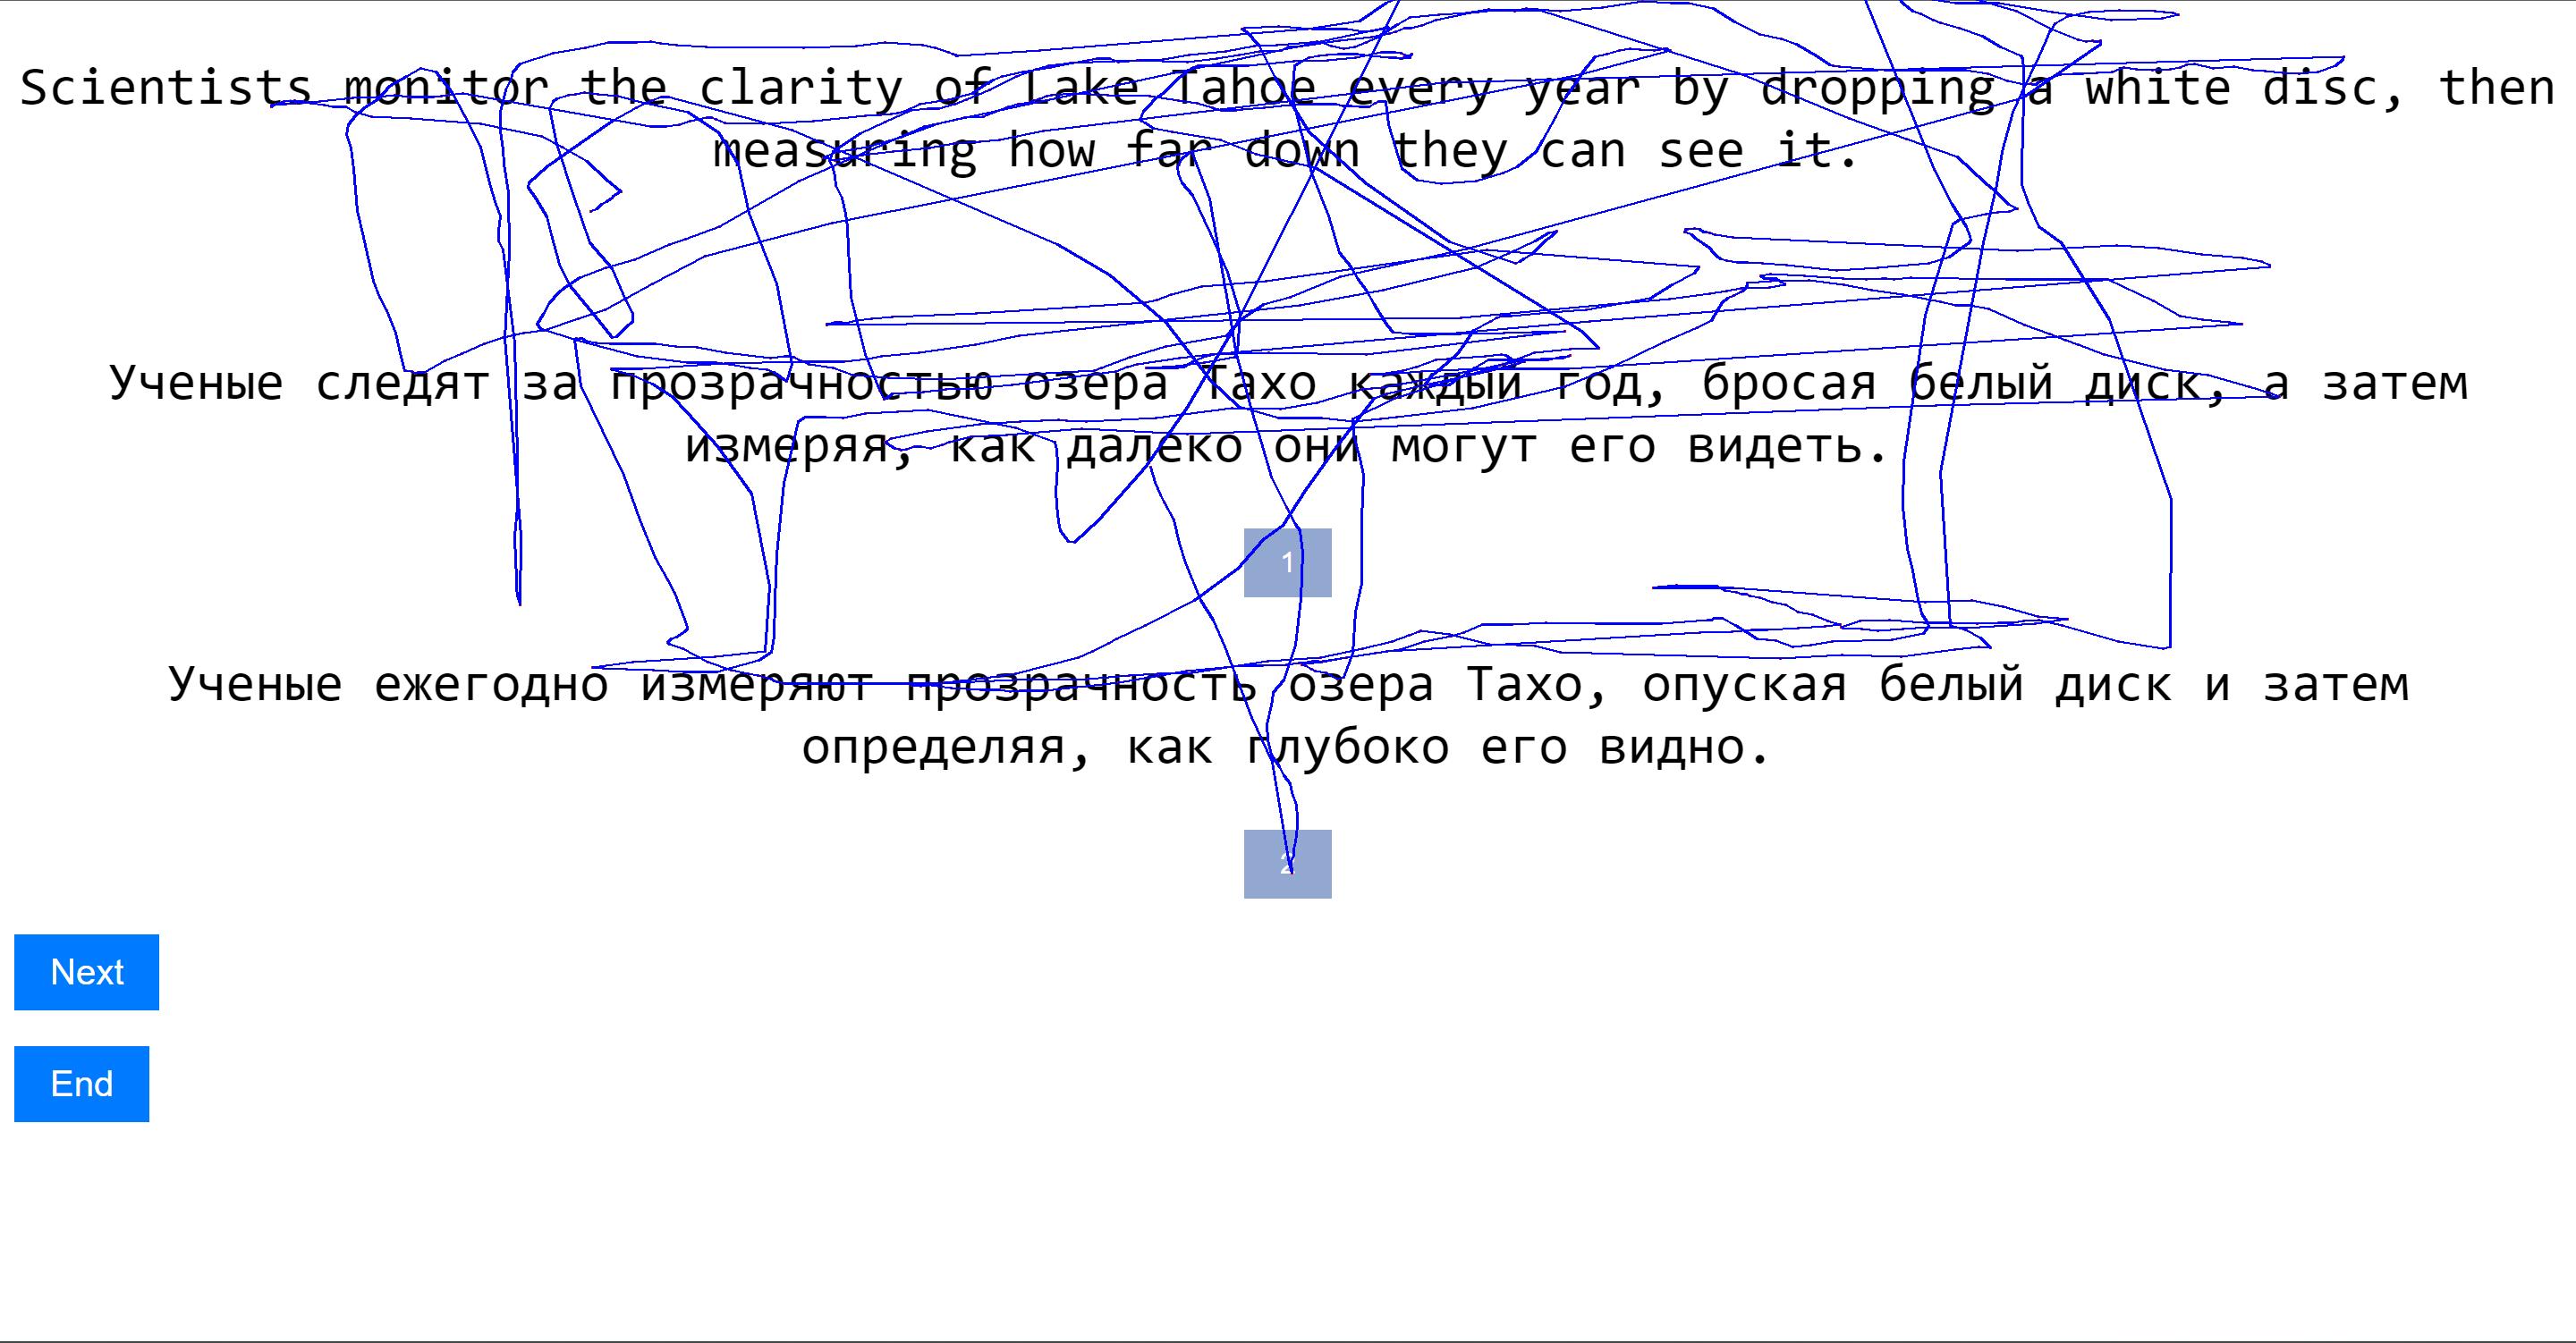 Scientists monitor the clarity of Lake Tahoe every year by dropping a white disc, then
measuring how far down they can see it.
Ученые следят за прозрачностью озера Тахо каждый год, бросая белый диск, а затем
измеряя, как далеко они могут его видеть.
1
Ученые ежегодно измеряют прозрачность озера Тахо, опуская белый диск и затем
определяя, как глубоко его видно.
2
Next
End